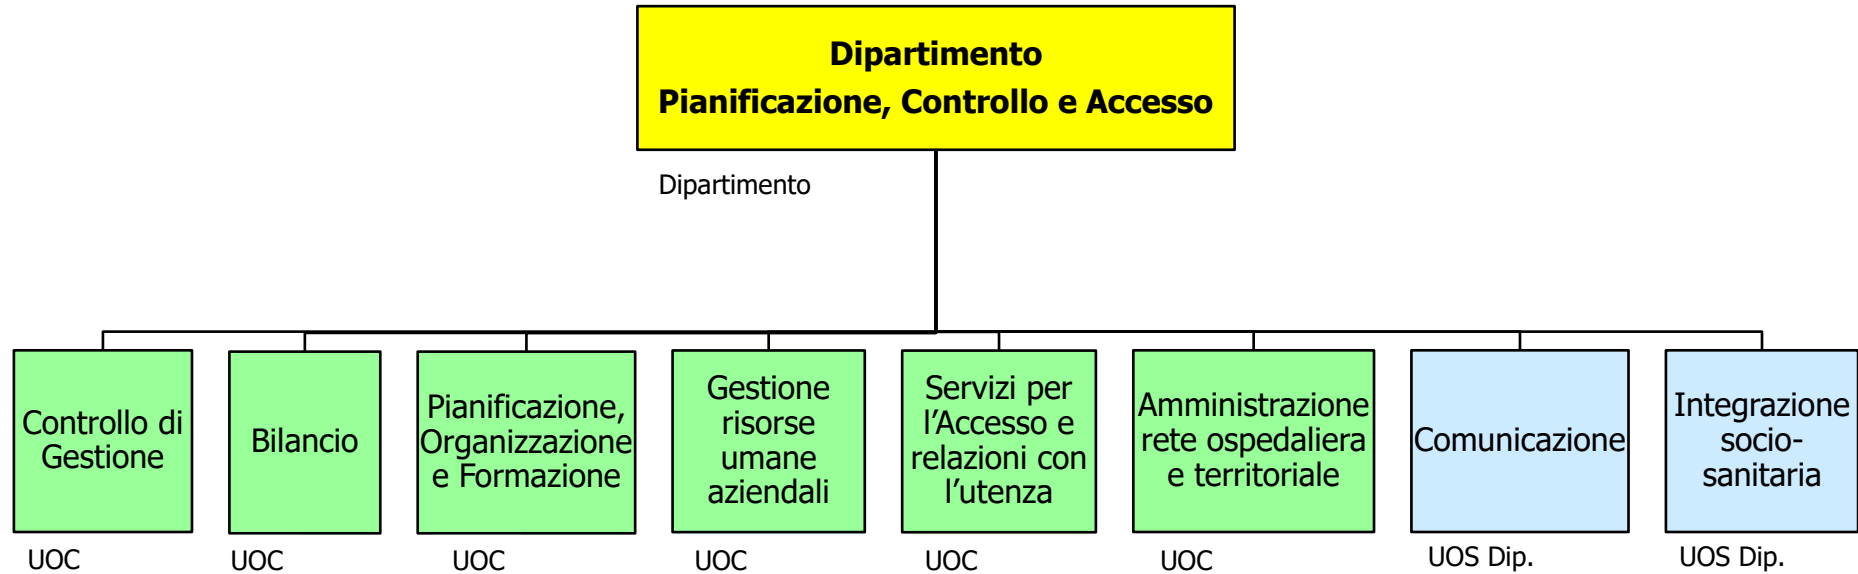 Dipartimento
Pianificazione, Controllo e Accesso
Dipartimento
Controllo di
Gestione
UOC
Bilancio
UOC
Pianificazione,
Organizzazione
e Formazione
UOC
Gestione
risorse
umane
aziendali
UOC
Servizi per
l’Accesso e
relazioni con
l’utenza
UOC
Amministrazione
rete ospedaliera
e territoriale
UOC
Comunicazione
UOS Dip.
Integrazione
socio-
sanitaria
UOS Dip.